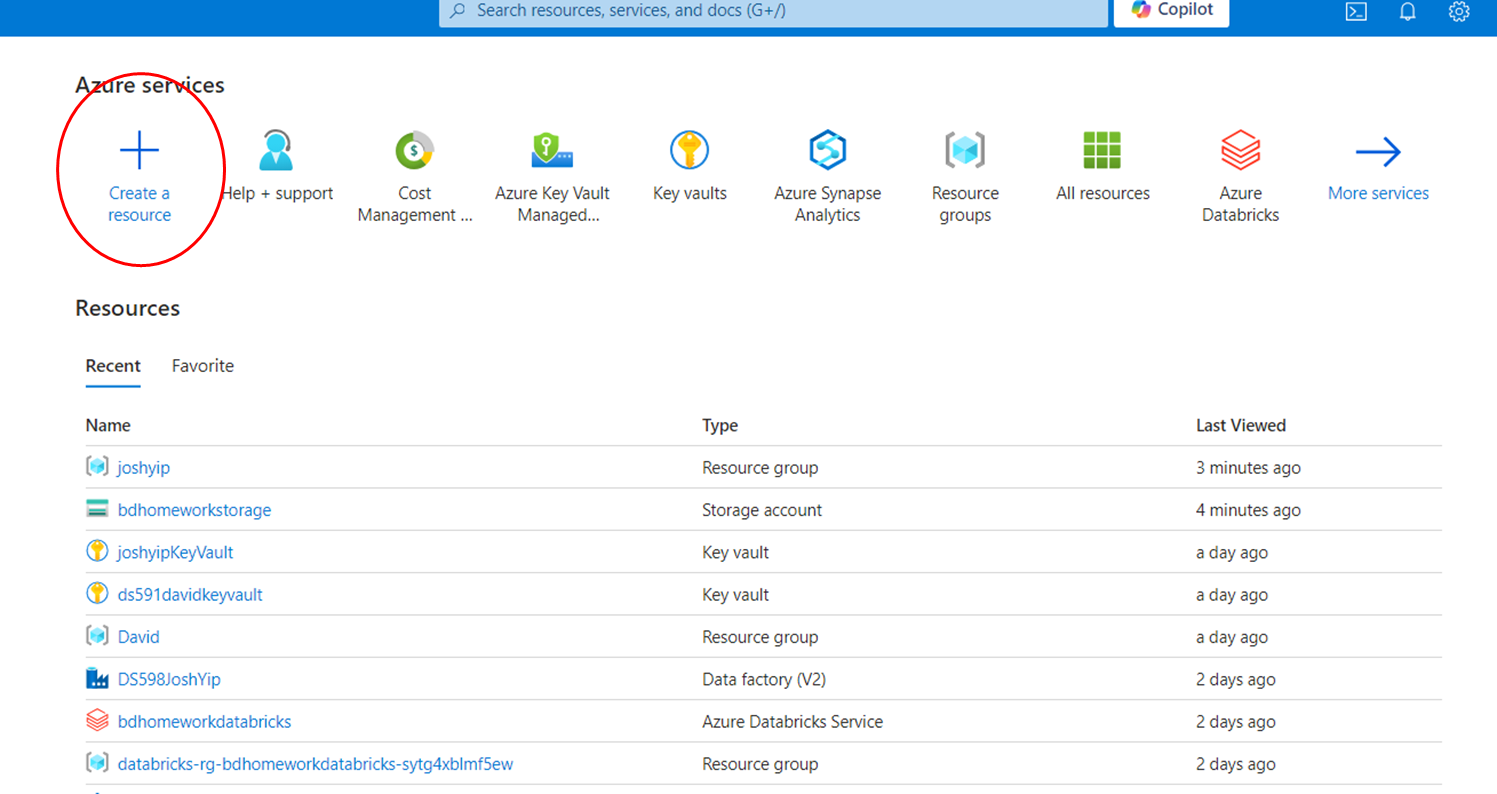 Search resources, services, and docs (G+/)
Copilot
Azure services
Create a
resource
Help + support
Cost
Management ...
Azure Key Vault
Managed...
Key vaults
Azure Synapse
Analytics
Resource
groups
All resources
Azure
Databricks
More services
Resources
Recent Favorite
Name Type Last Viewed
joshyip Resource group 3 minutes ago
bdhomeworkstorage Storage account 4 minutes ago
joshyipKeyVault Key vault a day ago
ds591davidkeyvault Key vault a day ago
David Resource group a day ago
DS598JoshYip Data factory (V2) 2 days ago
bdhomeworkdatabricks Azure Databricks Service 2 days ago
databricks-rg-bdhomeworkdatabricks-sytg4xblmf5ew Resource group 2 days ago